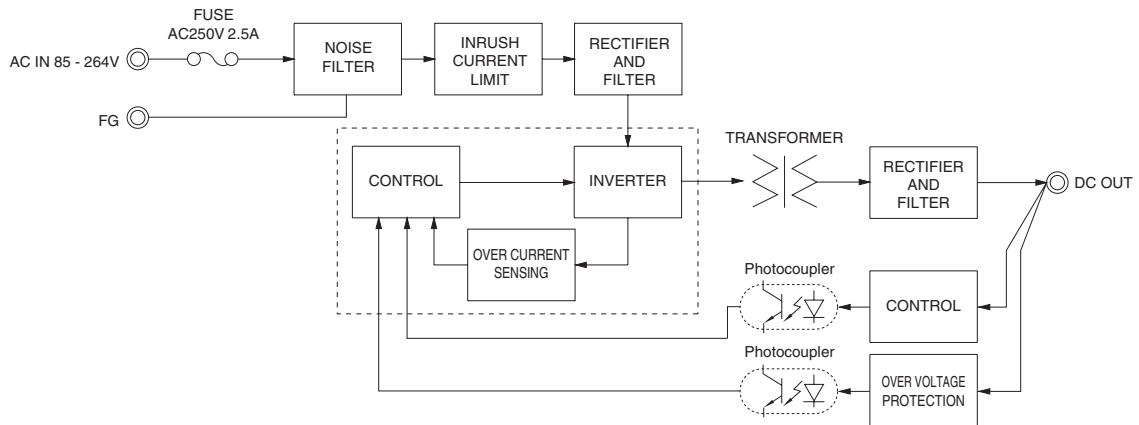 FUSE
AC250V 2.5A
AC IN 85 - 264V
NOISE
FILTER
INRUSH
CURRENT
LIMIT
RECTIFIER
AND
FILTER
FG
TRANSFORMER
CONTROL
INVERTER
RECTIFIER
AND
FILTER
DC OUT
OVER CURRENT
SENSING
Photocoupler
CONTROL
Photocoupler
OVER VOLTAGE
PROTECTION